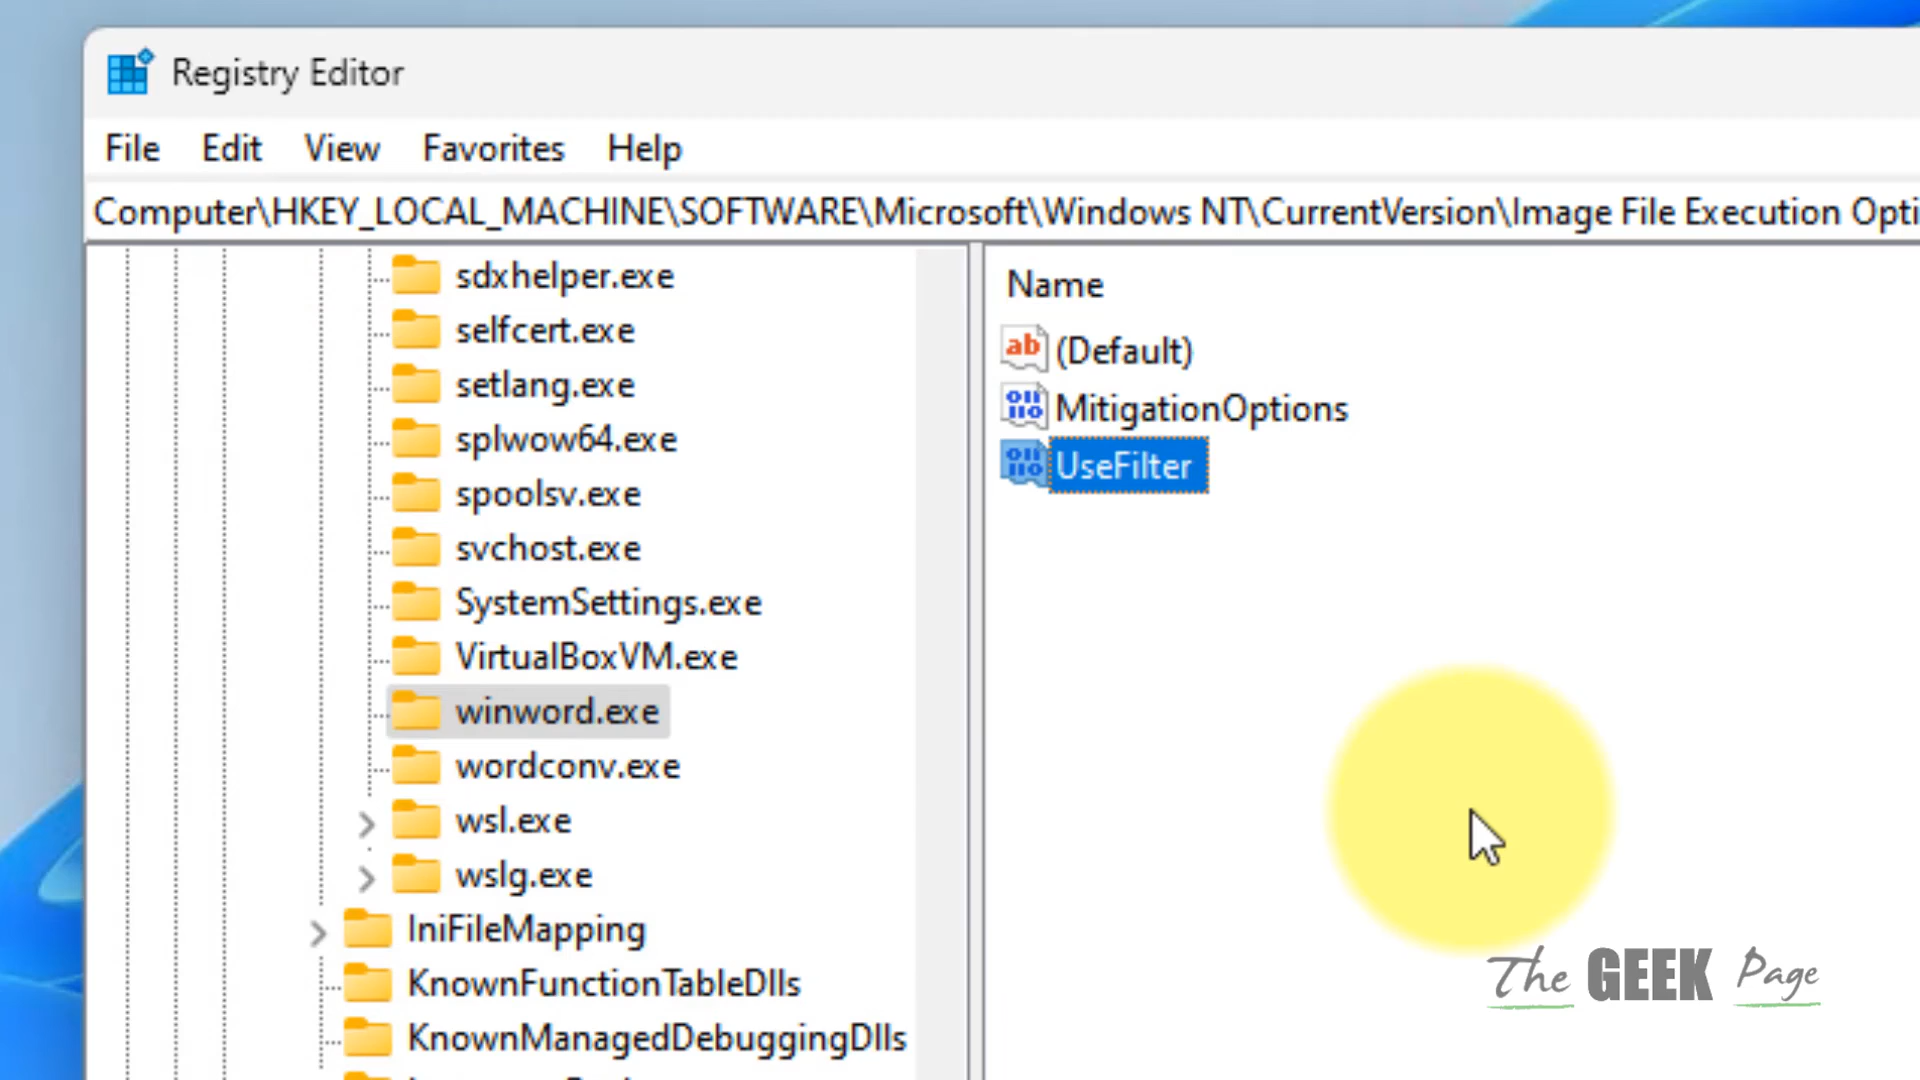 Registry Editor
File Edit View Favorites Help
Computer\HKEY_LOCAL_MACHINE\SOFTWARE\Microsoft\Windows NT\CurrentVersion\Image File Execution Opti
sdxhelper.exe
selfcert.exe
setlang.exe
splwow64.exe
spoolsv.exe
svchost.exe
SystemSettings.exe
VirtualBoxVM.exe
winword.exe
wordconv.exe
wsl.exe
wslg.exe
IniFileMapping
KnownFunctionTableDlls
KnownManagedDebuggingDlls
Name
(Default)
MitigationOptions
UseFilter
The GEEK Page